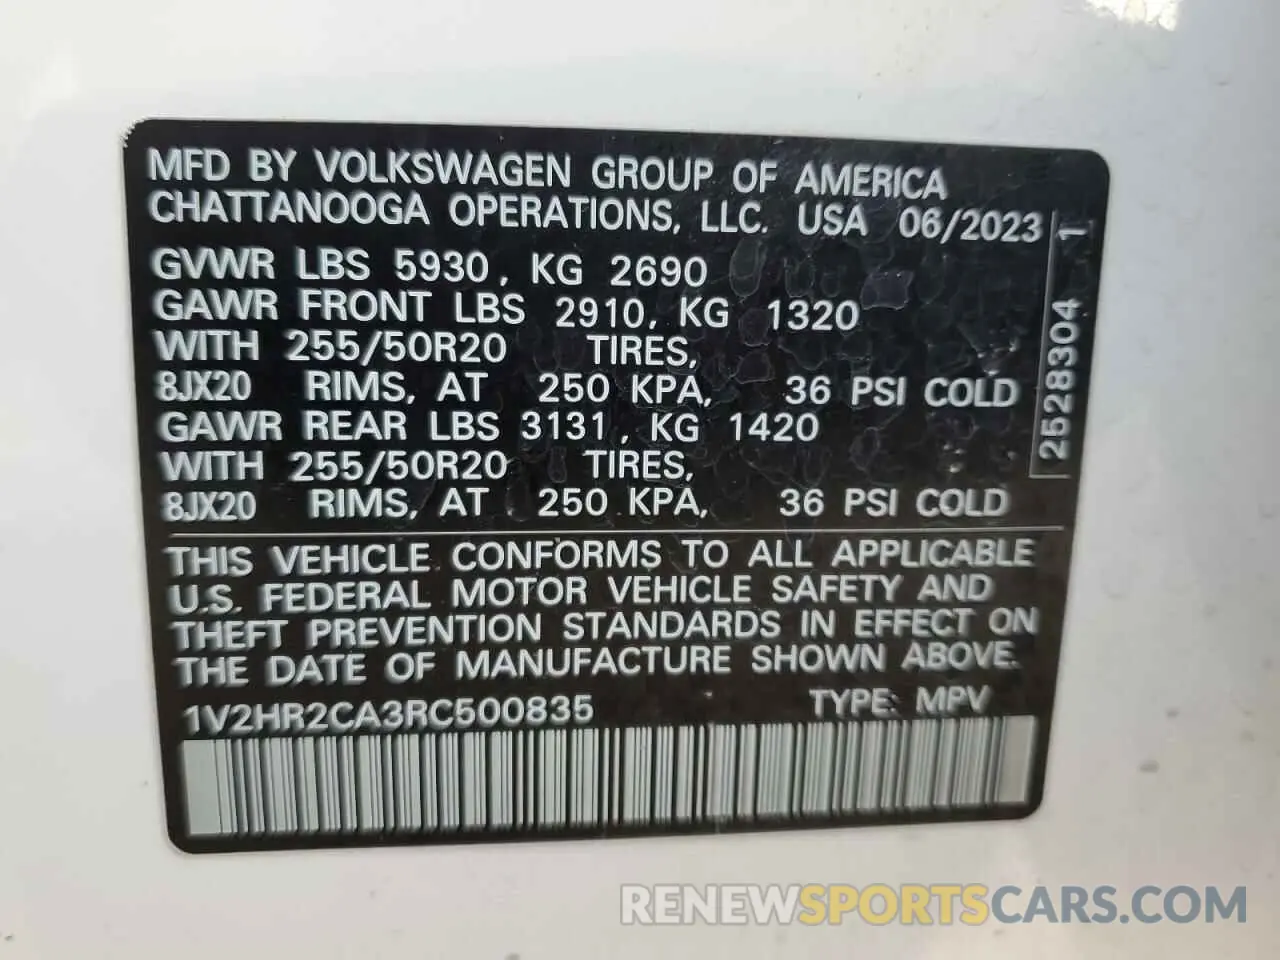 MFD BY VOLKSWAGEN GROUP OF AMERICA
CHATTANOOGA OPERATIONS, LLC. USA 06/2023
GVWR LBS 5930, KG 2690
GAWR FRONT LBS 2910, KG 1320
WITH 255/50R20 TIRES,
8JX20 RIMS, AT 250 KPA, 36 PSI COLD
GAWR REAR LBS 3131, KG 1420
WITH 255/50R20 TIRES,
8JX20 RIMS, AT 250 KPA, 36 PSI COLD
2528304 1
THIS VEHICLE CONFORMS TO ALL APPLICABLE
U.S. FEDERAL MOTOR VEHICLE SAFETY AND
THEFT PREVENTION STANDARDS IN EFFECT ON
THE DATE OF MANUFACTURE SHOWN ABOVE.
1V2HR2CA3RC500835 TYPE: MPV
RENEWSPORTSCARS.COM